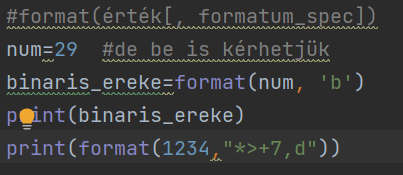 #format(érték[, formatum_spec])
num=29  #de be is kérhetjük
binaris_ereke=format(num, 'b')
print(binaris_ereke)
print(format(1234,"*>+7,d"))